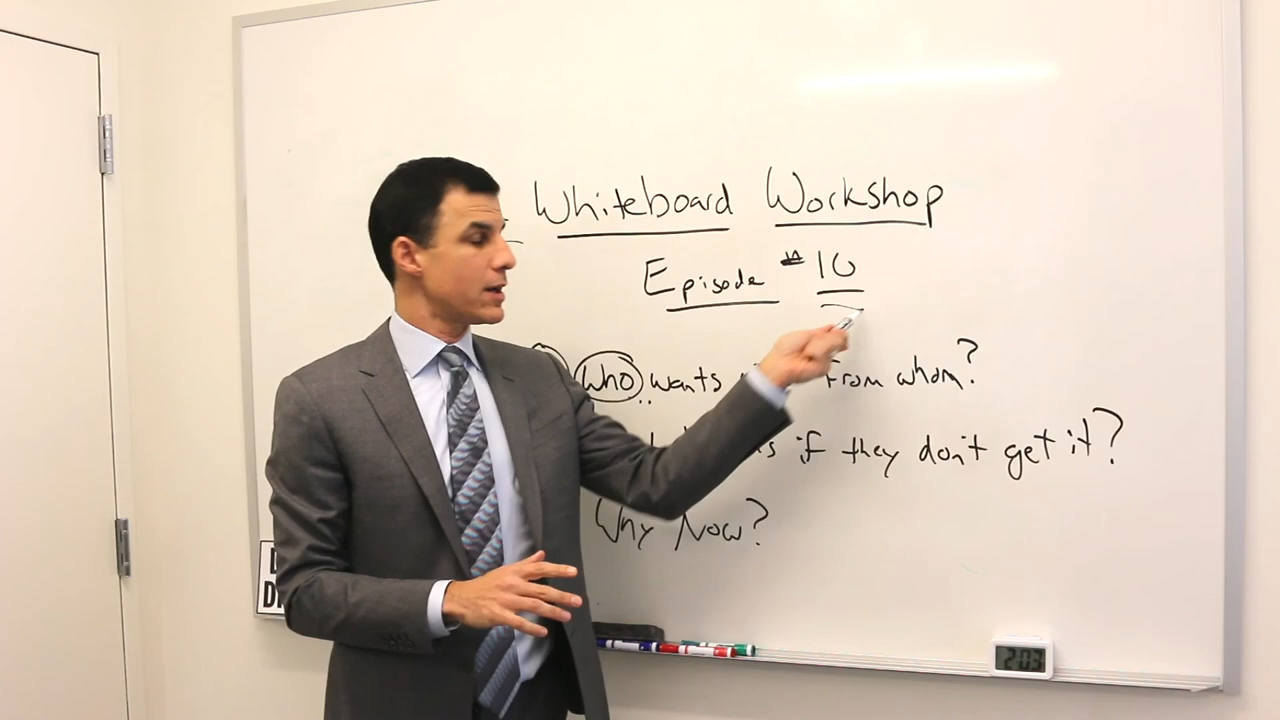 Whiteboard Workshop
Episode # 10
Who wants from whom?
if they don't get it?
Why Now?
2:03